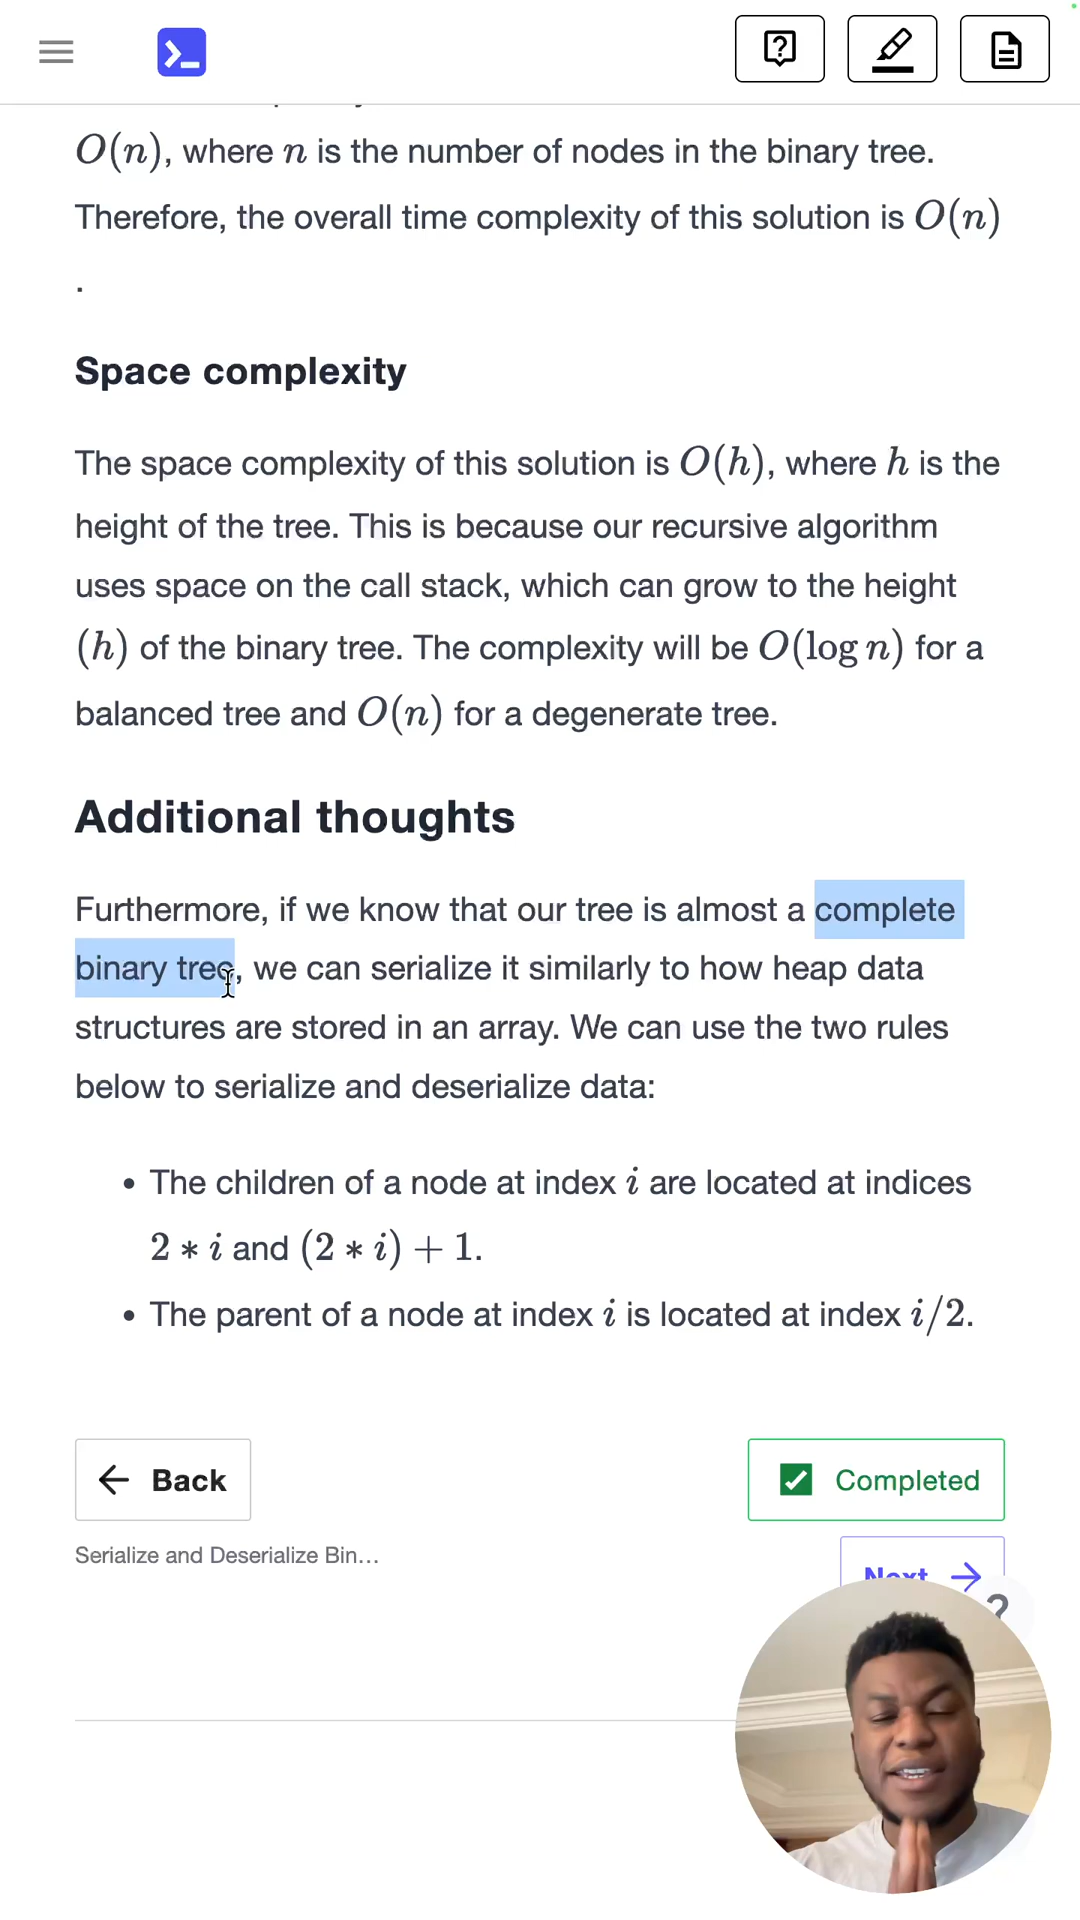 O(n), where n is the number of nodes in the binary tree.
Therefore, the overall time complexity of this solution is O(n)
.
Space complexity
The space complexity of this solution is O(h), where h is the
height of the tree. This is because our recursive algorithm
uses space on the call stack, which can grow to the height
(h) of the binary tree. The complexity will be O(log n) for a
balanced tree and O(n) for a degenerate tree.
Additional thoughts
Furthermore, if we know that our tree is almost a complete
binary tree, we can serialize it similarly to how heap data
structures are stored in an array. We can use the two rules
below to serialize and deserialize data:
• The children of a node at index i are located at indices
2 * i and (2 * i) + 1.
• The parent of a node at index i is located at index i/2.
← Back
Completed
Serialize and Deserialize Bin...
Next →
?